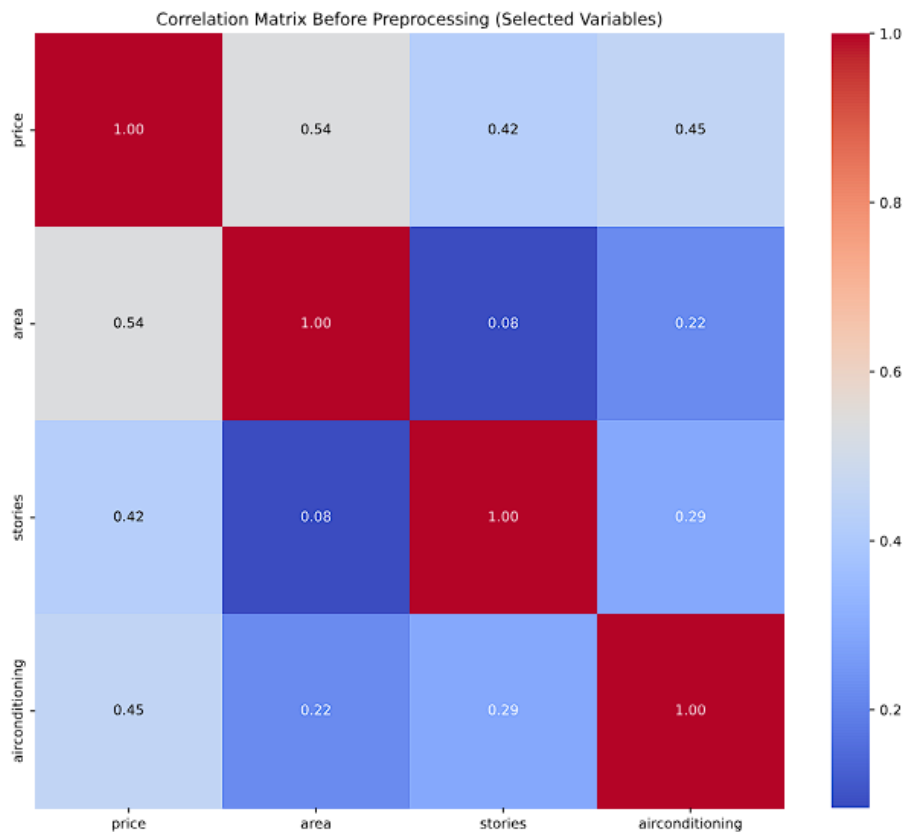 Correlation Matrix Before Preprocessing (Selected Variables)
price 1.00 0.54 0.42 0.45
area 0.54 1.00 0.08 0.22
stories 0.42 0.08 1.00 0.29
airconditioning 0.45 0.22 0.29 1.00
price area stories airconditioning
1.0
0.8
0.6
0.4
0.2